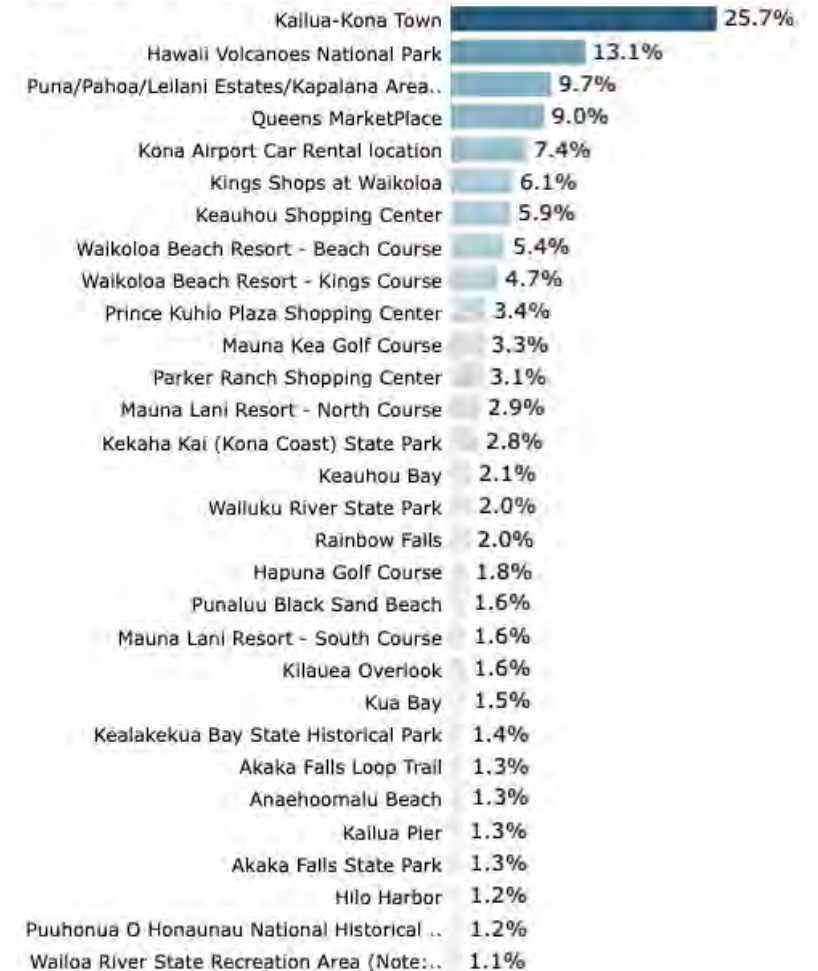 Kailua-Kona Town 25.7%
Hawaii Volcanoes National Park 13.1%
Puna/Pahoa/Leilani Estates/Kapalana Area.. 9.7%
Queens MarketPlace 9.0%
Kona Airport Car Rental location 7.4%
Kings Shops at Waikoloa 6.1%
Keauhou Shopping Center 5.9%
Waikoloa Beach Resort - Beach Course 5.4%
Waikoloa Beach Resort - Kings Course 4.7%
Prince Kuhio Plaza Shopping Center 3.4%
Mauna Kea Golf Course 3.3%
Parker Ranch Shopping Center 3.1%
Mauna Lani Resort - North Course 2.9%
Kekaha Kai (Kona Coast) State Park 2.8%
Keauhou Bay 2.1%
Wailuku River State Park 2.0%
Rainbow Falls 2.0%
Hapuna Golf Course 1.8%
Punaluu Black Sand Beach 1.6%
Mauna Lani Resort - South Course 1.6%
Kilauea Overlook 1.6%
Kua Bay 1.5%
Kealakekua Bay State Historical Park 1.4%
Akaka Falls Loop Trail 1.3%
Anaehoomalu Beach 1.3%
Kailua Pier 1.3%
Akaka Falls State Park 1.3%
Hilo Harbor 1.2%
Puuhonua O Honaunau National Historical .. 1.2%
Wailoa River State Recreation Area (Note:.. 1.1%